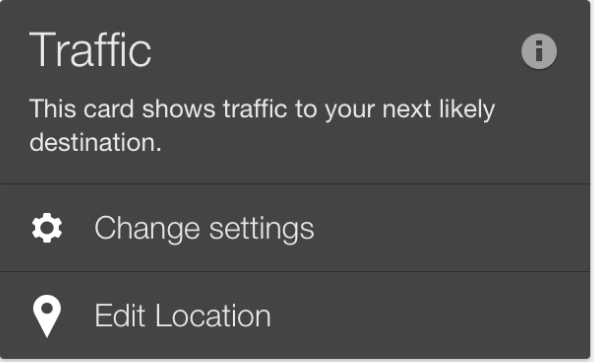 Traffic
This card shows traffic to your next likely
destination.
Change settings
Edit Location